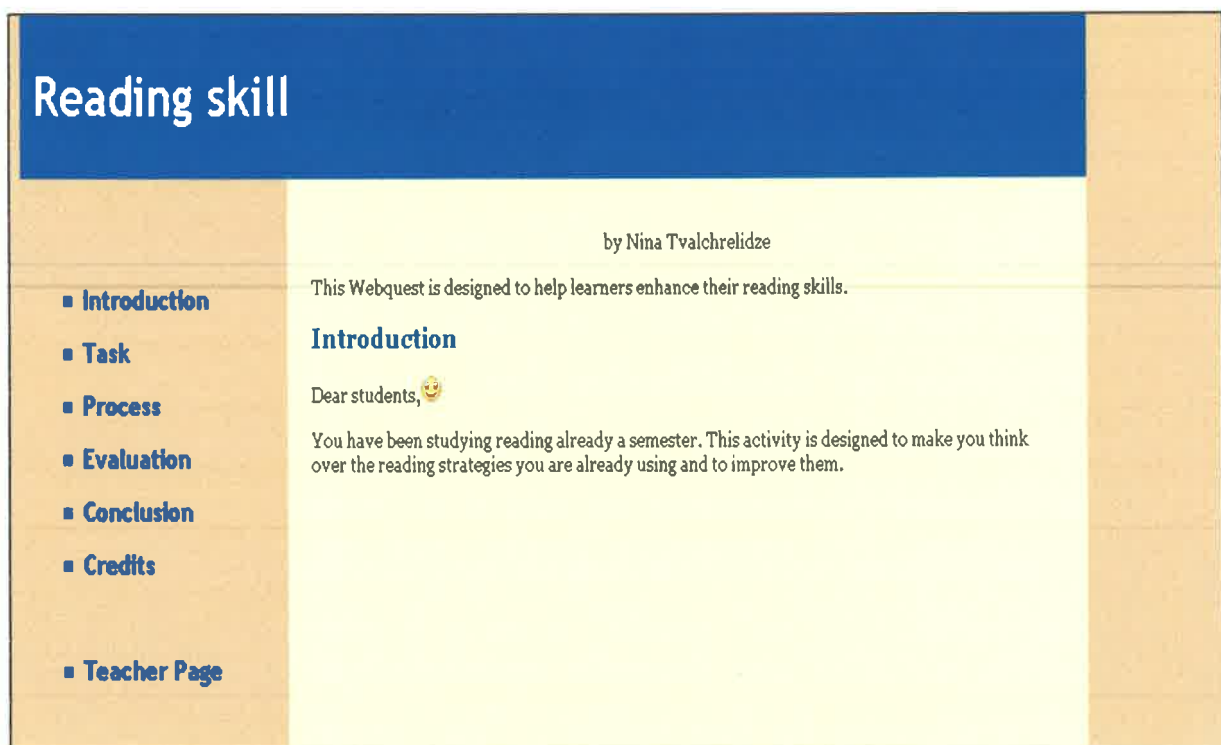 Reading skill
by Nina Tvalchrelidze
This Webquest is designed to help learners enhance their reading skills.
Introduction
Dear students,
You have been studying reading already a semester. This activity is designed to make you think
over the reading strategies you are already using and to improve them.
Introduction
Task
Process
Evaluation
Conclusion
Credits
Teacher Page